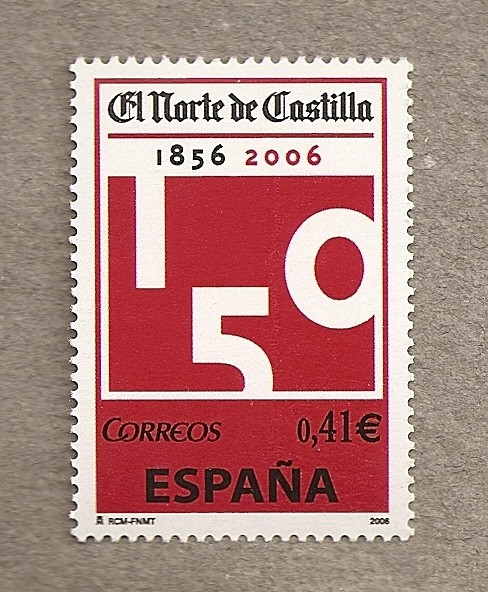 El Norte de Castilla
1856 2006
150
CORREOS 0,41€
ESPAÑA
RCM-FNMT 2006